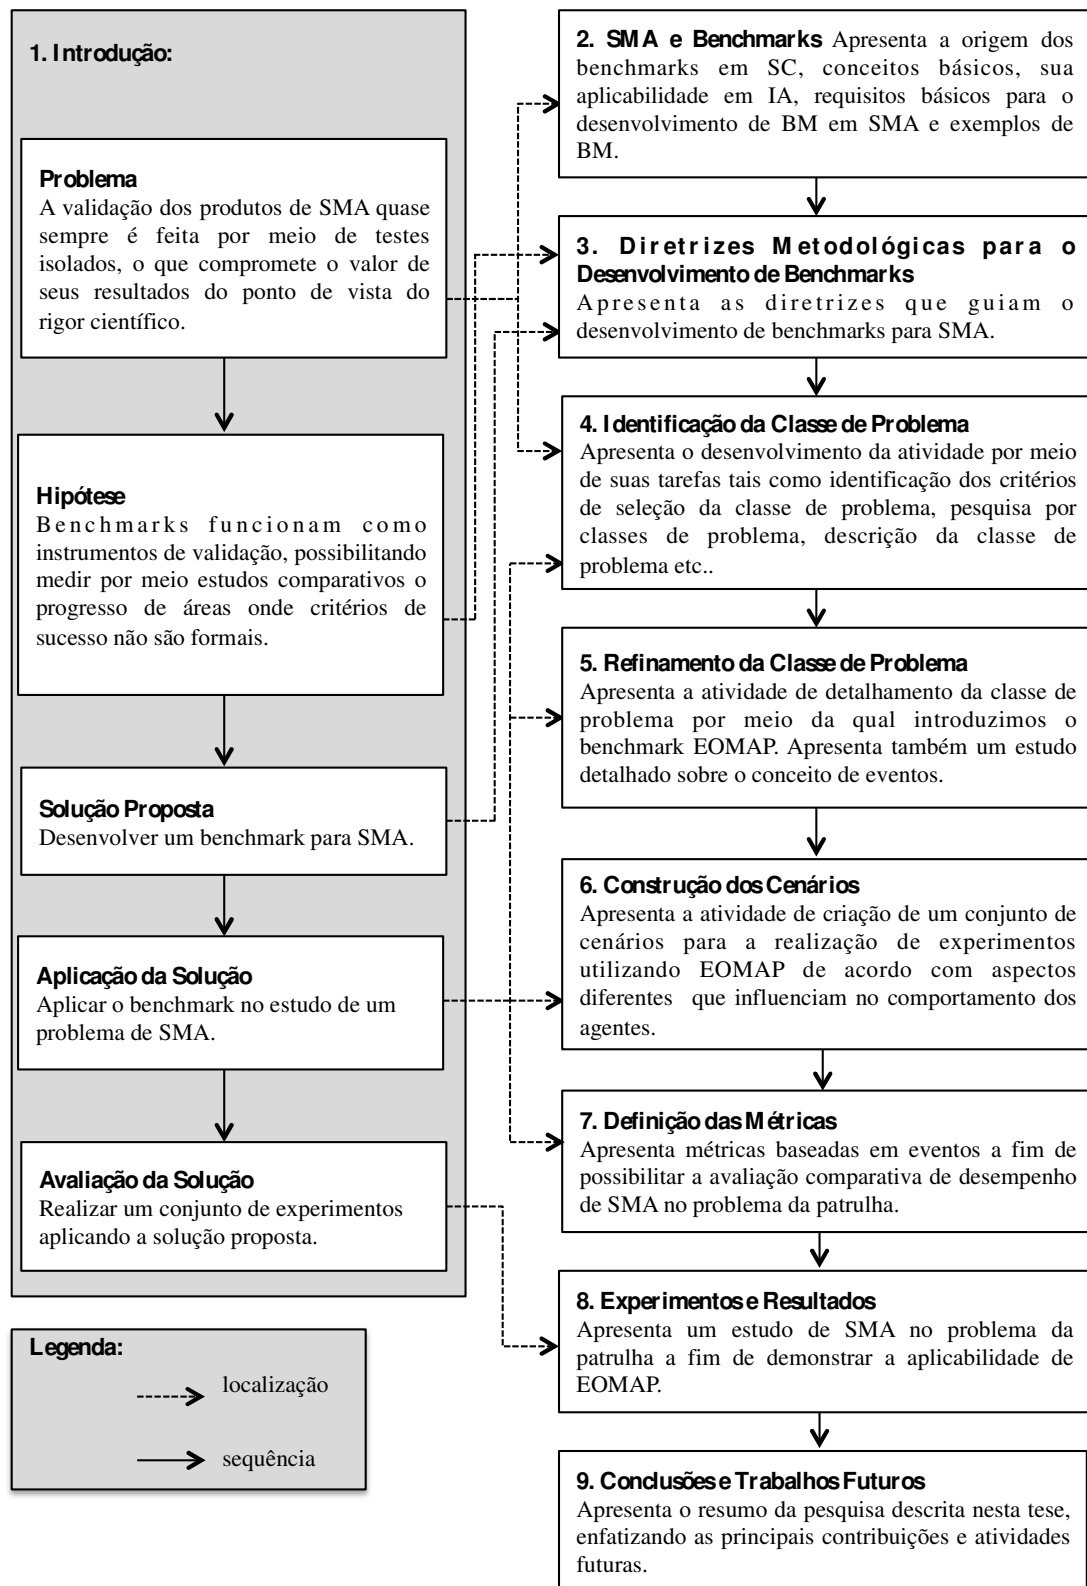 1. Introdução:
Problema
A validação dos produtos de SMA quase
sempre é feita por meio de testes
isolados, o que compromete o valor de
seus resultados do ponto de vista do
rigor científico.
Hipótese
Benchmarks funcionam como
instrumentos de validação, possibilitando
medir por meio estudos comparativos o
progresso de áreas onde critérios de
sucesso não são formais.
Solução Proposta
Desenvolver um benchmark para SMA.
Aplicação da Solução
Aplicar o benchmark no estudo de um
problema de SMA.
Avaliação da Solução
Realizar um conjunto de experimentos
aplicando a solução proposta.
Legenda:
localização
sequência
2. SMA e Benchmarks Apresenta a origem dos
benchmarks em SC, conceitos básicos, sua
aplicabilidade em IA, requisitos básicos para o
desenvolvimento de BM em SMA e exemplos de
BM.
3. Diretrizes Metodológicas para o
Desenvolvimento de Benchmarks
Apresenta as diretrizes que guiam o
desenvolvimento de benchmarks para SMA.
4. Identificação da Classe de Problema
Apresenta o desenvolvimento da atividade por meio
de suas tarefas tais como identificação dos critérios
de seleção da classe de problema, pesquisa por
classes de problema, descrição da classe de
problema etc..
5. Refinamento da Classe de Problema
Apresenta a atividade de detalhamento da classe de
problema por meio da qual introduzimos o
benchmark EOMAP. Apresenta também um estudo
detalhado sobre o conceito de eventos.
6. Construção dos Cenários
Apresenta a atividade de criação de um conjunto de
cenários para a realização de experimentos
utilizando EOMAP de acordo com aspectos
diferentes que influenciam no comportamento dos
agentes.
7. Definição das Métricas
Apresenta métricas baseadas em eventos a fim de
possibilitar a avaliação comparativa de desempenho
de SMA no problema da patrulha.
8. Experimentos e Resultados
Apresenta um estudo de SMA no problema da
patrulha a fim de demonstrar a aplicabilidade de
EOMAP.
9. Conclusões e Trabalhos Futuros
Apresenta o resumo da pesquisa descrita nesta tese,
enfatizando as principais contribuições e atividades
futuras.